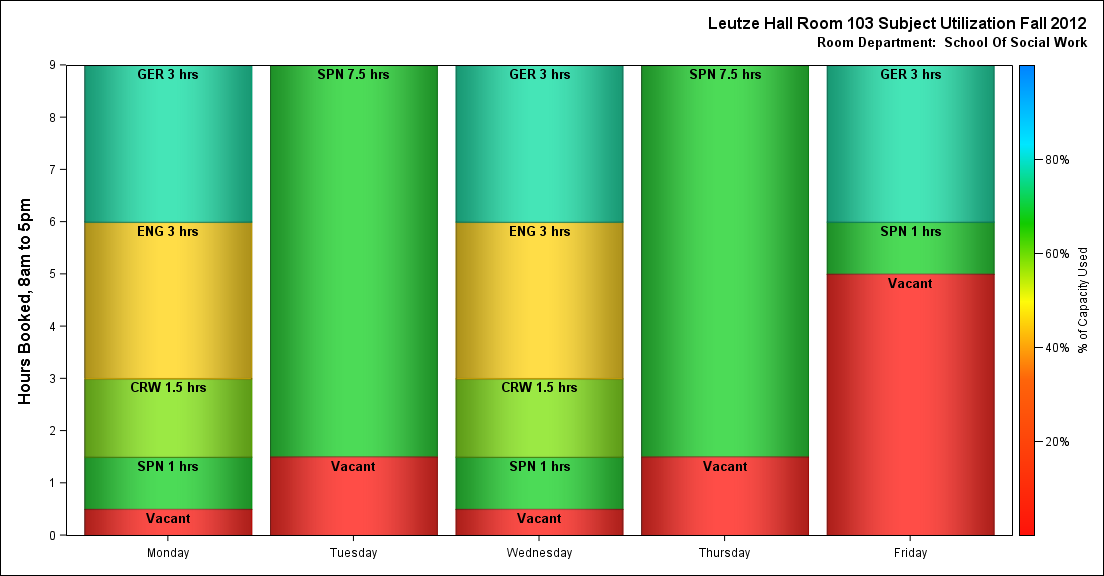 Leutze Hall Room 103 Subject Utilization Fall 2012
Room Department:  School Of Social Work
Hours Booked, 8am to 5pm
9
8
7
6
5
4
3
2
1
0
GER 3 hrs
ENG 3 hrs
CRW 1.5 hrs
SPN 1 hrs
Vacant
Monday
SPN 7.5 hrs
Vacant
Tuesday
GER 3 hrs
ENG 3 hrs
CRW 1.5 hrs
SPN 1 hrs
Vacant
Wednesday
SPN 7.5 hrs
Vacant
Thursday
GER 3 hrs
SPN 1 hrs
Vacant
Friday
80%
60%
40%
20%
% of Capacity Used